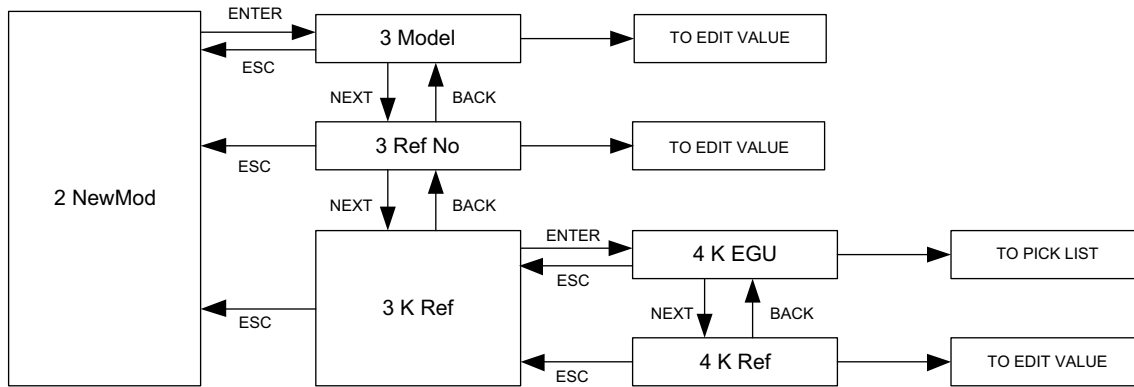 ENTER
3 Model
TO EDIT VALUE
ESC
NEXT
BACK
3 Ref No
TO EDIT VALUE
ESC
2 NewMod
NEXT
BACK
ENTER
4 K EGU
TO PICK LIST
ESC
3 K Ref
ESC
NEXT
BACK
4 K Ref
TO EDIT VALUE
ESC